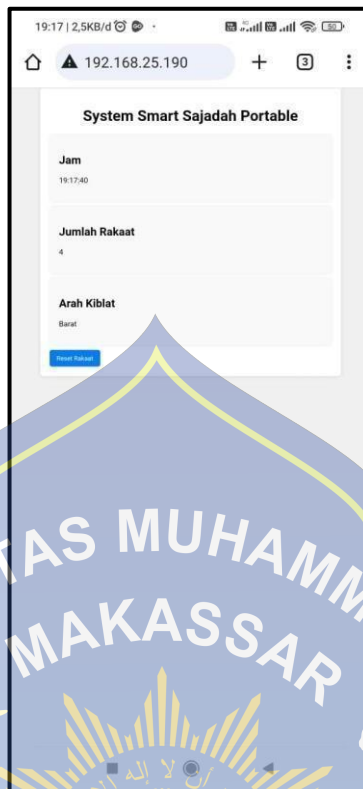 19:17 | 2,5KB/d
50
192.168.25.190
3
System Smart Sajadah Portable
Jam
19:17:40
Jumlah Rakaat
4
Arah Kiblat
Barat
Reset Rakaat
TAS MUHAMM
MAKASSAR